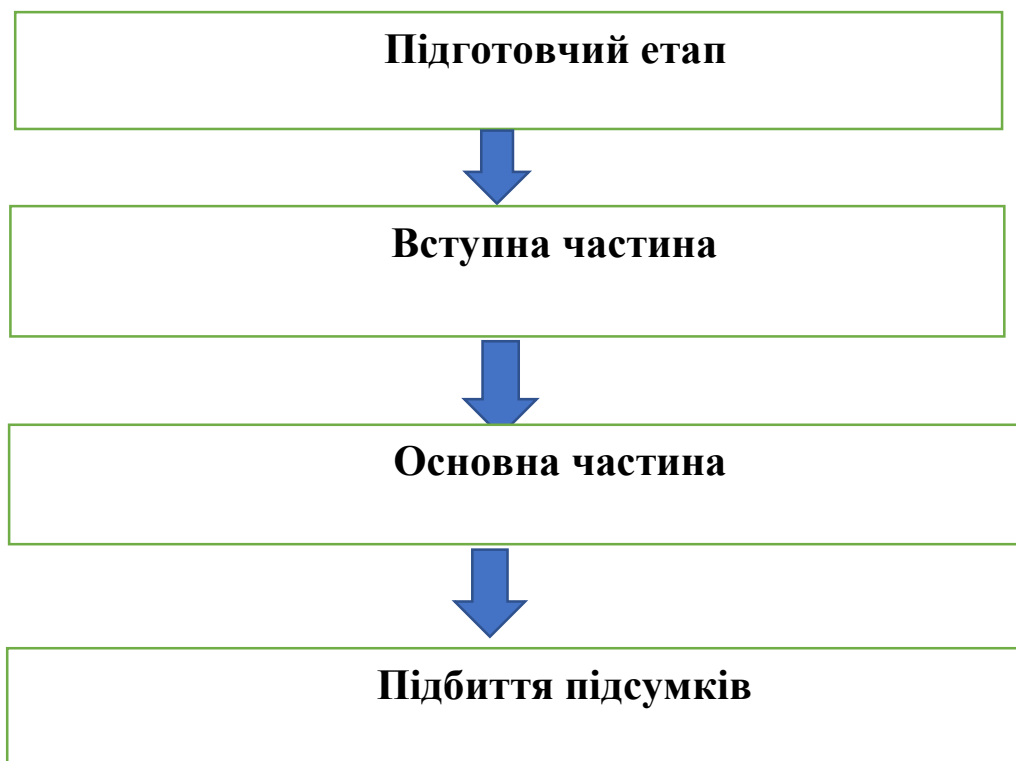 Підготовчий етап
Вступна частина
Основна частина
Підбиття підсумків